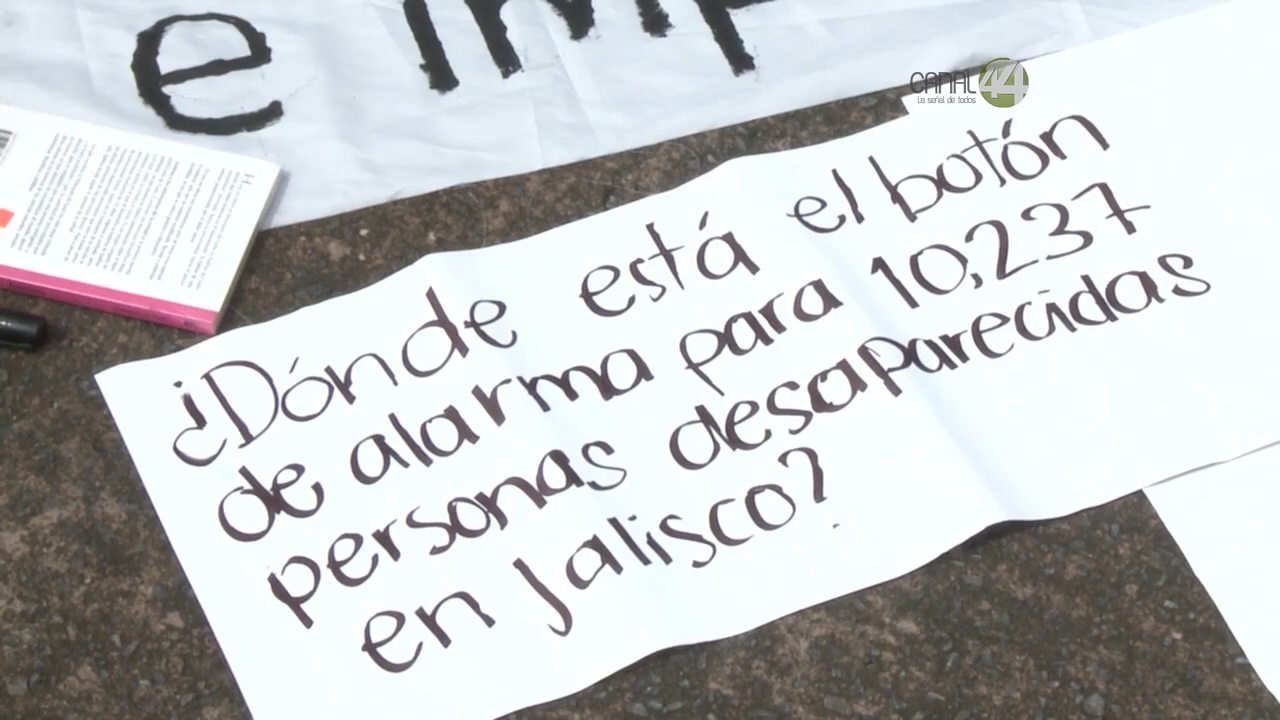 e imp
CANAL 44
La señal de todos
¿Dónde está el botón
de alarma para 10,237
personas desaparecidas
en Jalisco?